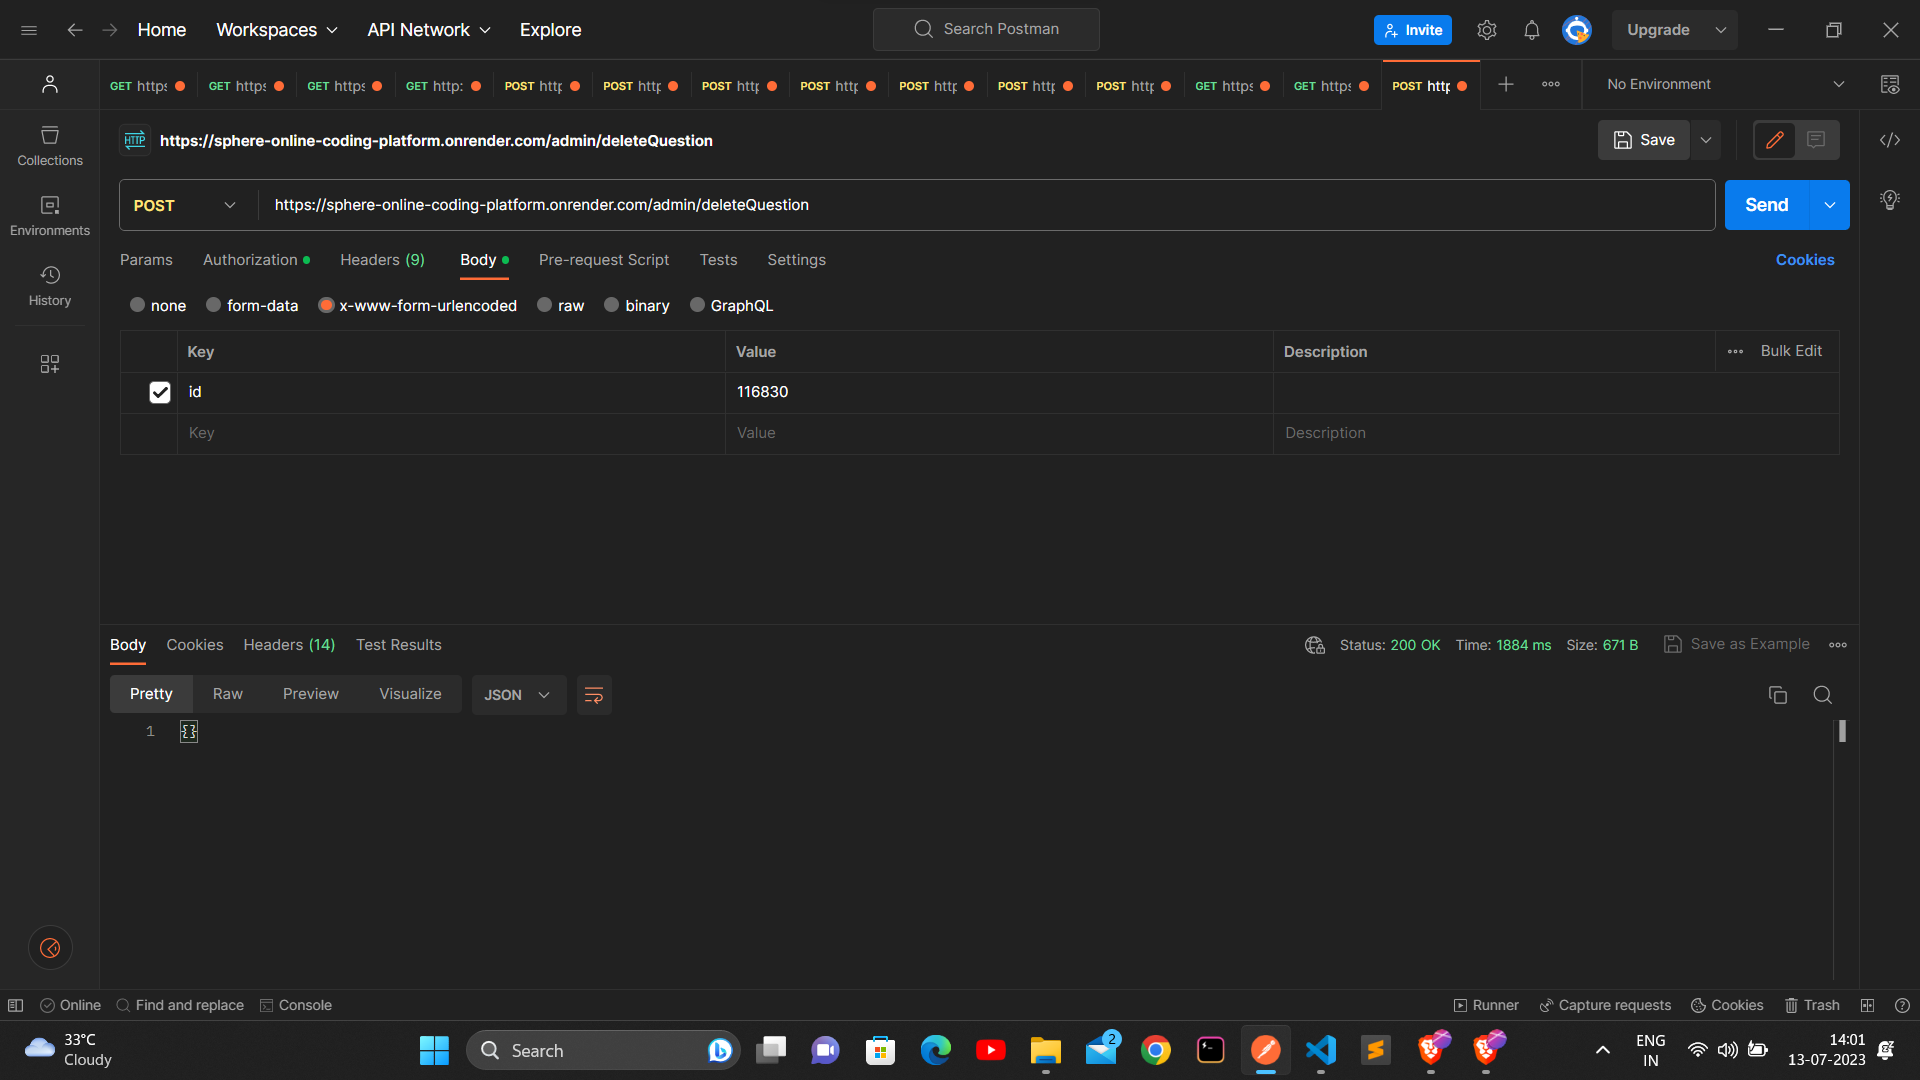 Home Workspaces API Network Explore Search Postman Invite Upgrade
GET https GET https GET https GET http: POST http POST http POST http POST http POST http POST http POST http GET https GET https POST http No Environment
HTTP https://sphere-online-coding-platform.onrender.com/admin/deleteQuestion Save
Collections
POST https://sphere-online-coding-platform.onrender.com/admin/deleteQuestion Send
Environments
Params Authorization Headers (9) Body Pre-request Script Tests Settings Cookies
History
none form-data x-www-form-urlencoded raw binary GraphQL
Key Value Description Bulk Edit
id 116830
Key Value Description
Body Cookies Headers (14) Test Results Status: 200 OK Time: 1884 ms Size: 671 B Save as Example
Pretty Raw Preview Visualize JSON
1 {}
Online Find and replace Console Runner Capture requests Cookies Trash
33°C
Cloudy
Search
2
ENG
IN
14:01
13-07-2023